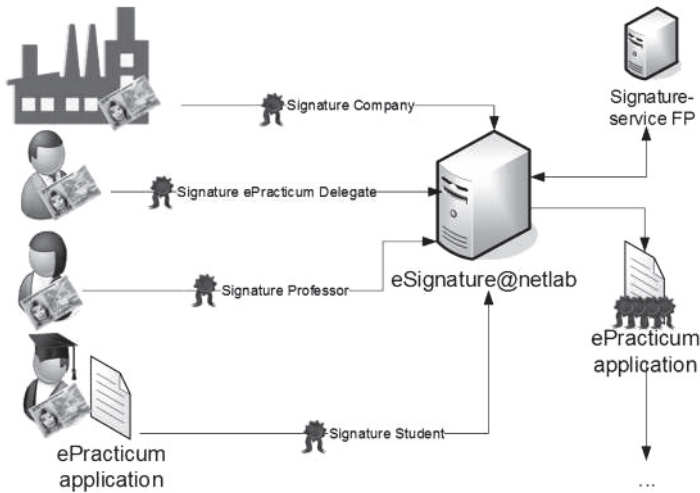 Signature Company
Signature-
service FP
Signature ePracticum Delegate
Signature Professor
eSignature@netlab
ePracticum
application
Signature Student
ePracticum
application
...